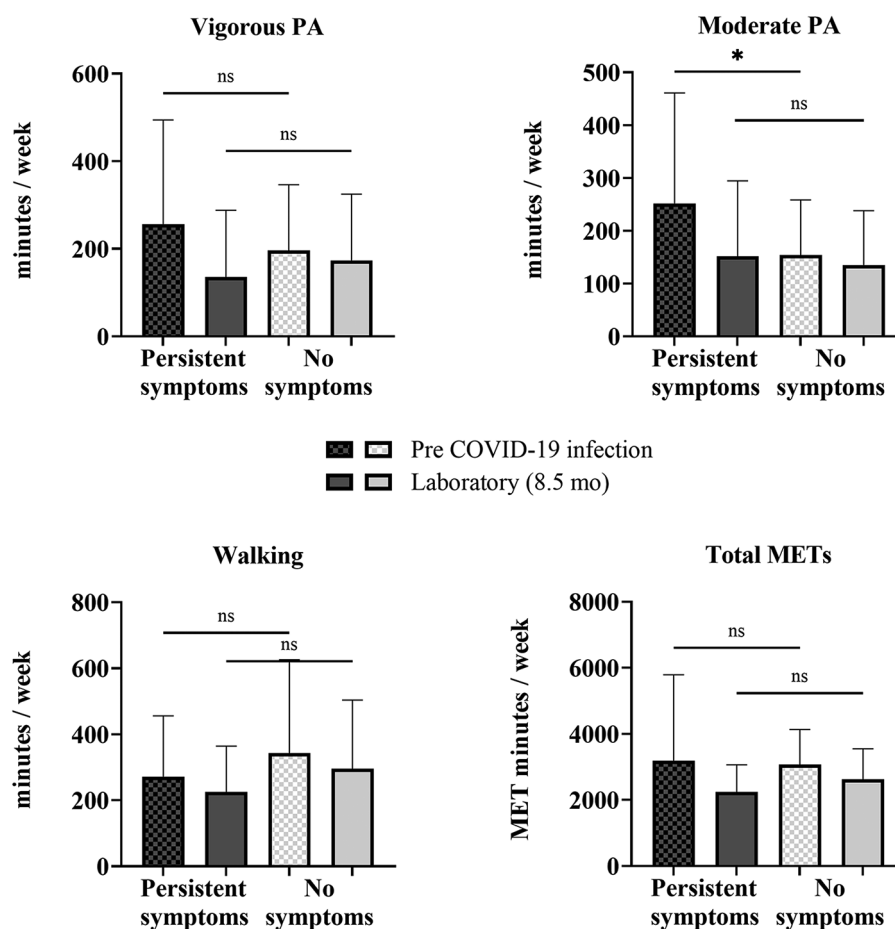 Vigorous PA
minutes / week
600
400
200
0
ns
ns
Persistent symptoms
No symptoms
Moderate PA
minutes / week
500
400
300
200
100
0
*
ns
Persistent symptoms
No symptoms
Pre COVID-19 infection
Laboratory (8.5 mo)
Walking
minutes / week
800
600
400
200
0
ns
ns
Persistent symptoms
No symptoms
Total METs
MET minutes / week
8000
6000
4000
2000
0
ns
ns
Persistent symptoms
No symptoms